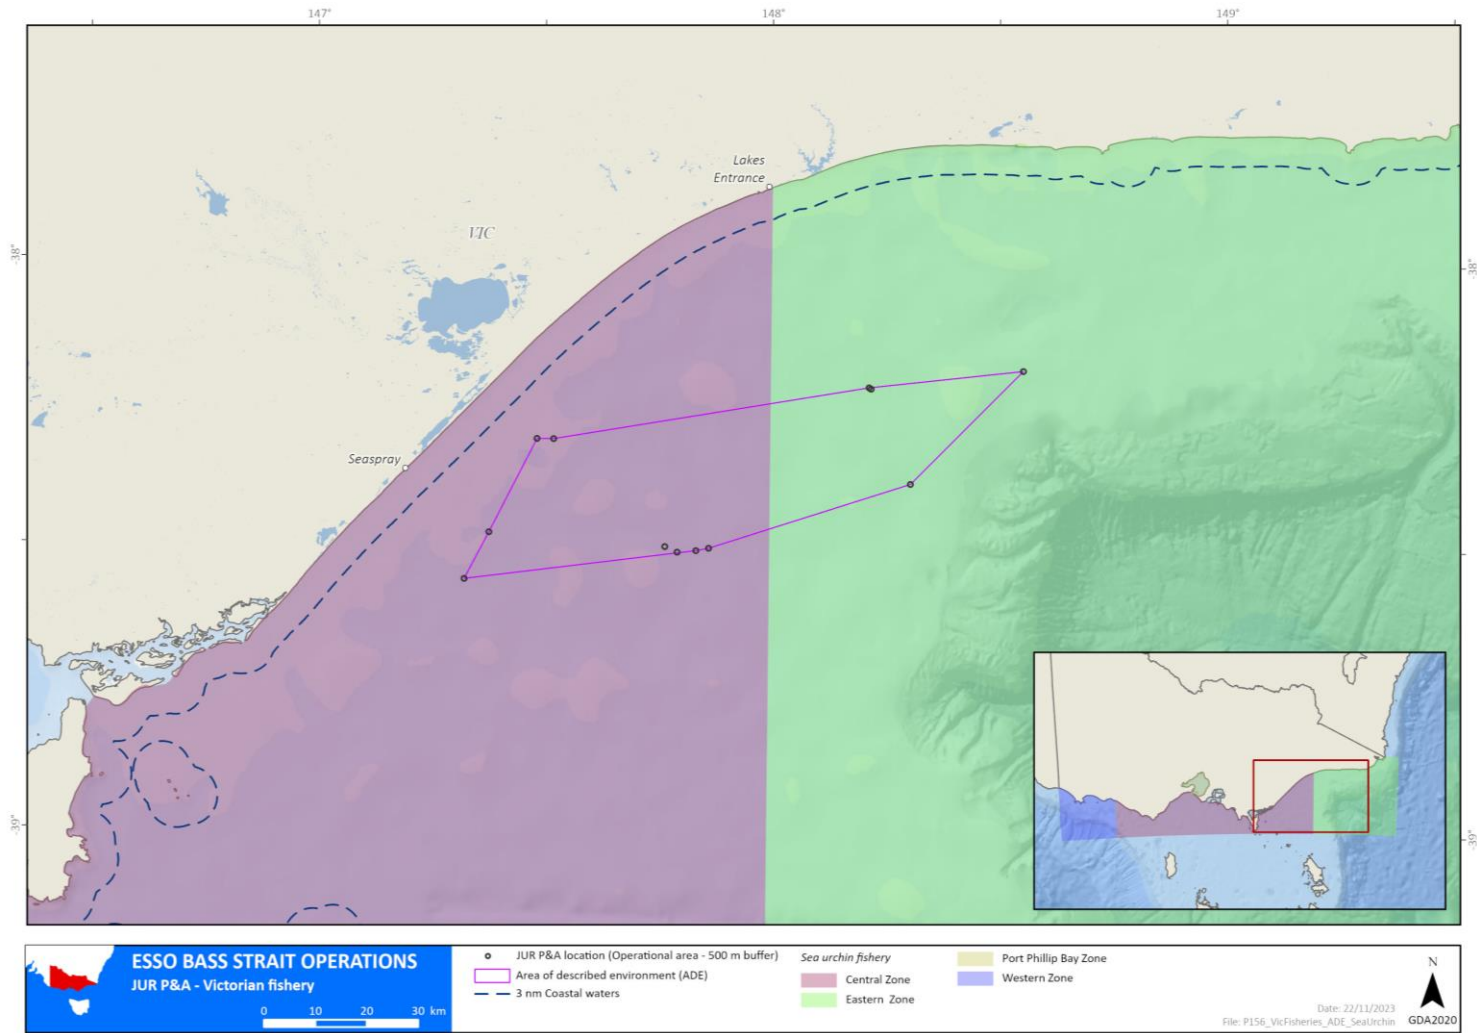 147°
148°
149°
Lakes
Entrance
VIC
38°
38°
Seaspray
39°
39°
ESSO BASS STRAIT OPERATIONS
JUR P&A - Victorian fishery
0 10 20 30 km
JUR P&A location (Operational area - 500 m buffer)
Area of described environment (ADE)
3 nm Coastal waters
Sea urchin fishery
Central Zone
Eastern Zone
Port Phillip Bay Zone
Western Zone
N
GDA2020
Date: 22/11/2023
File: P156_VicFisheries_ADE_SeaUrchin